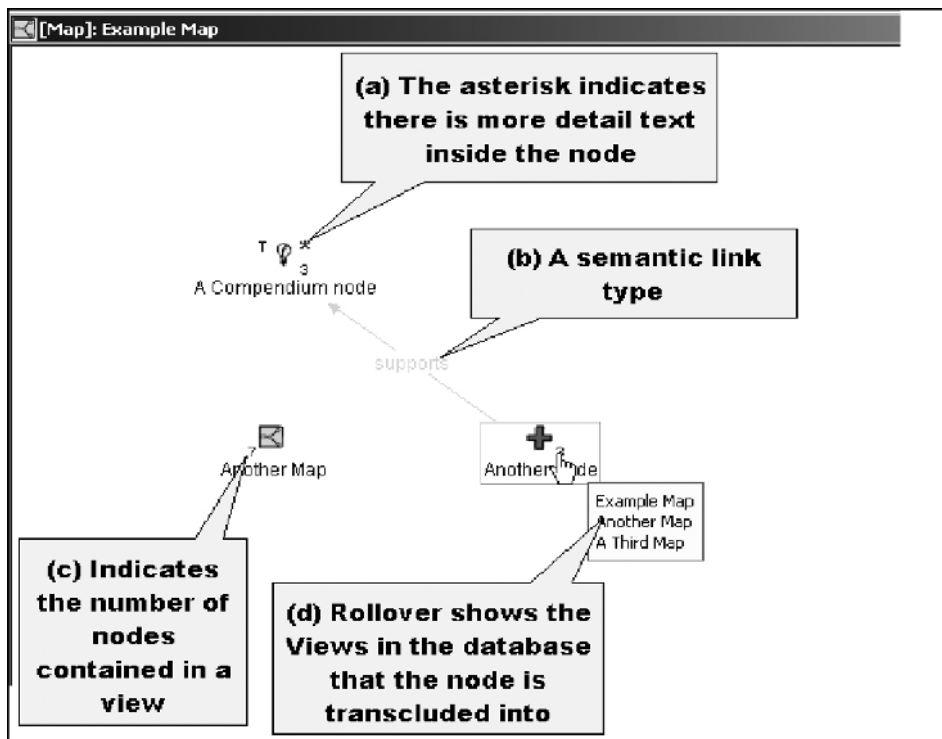 [Map]: Example Map
(a) The asterisk indicates
there is more detail text
inside the node
T *
3
A Compendium node
(b) A semantic link
type
supports
7
Another Map
Another
Example Map
Another Map
A Third Map
(c) Indicates
the number of
nodes
contained in a
view
(d) Rollover shows the
Views in the database
that the node is
transcluded into